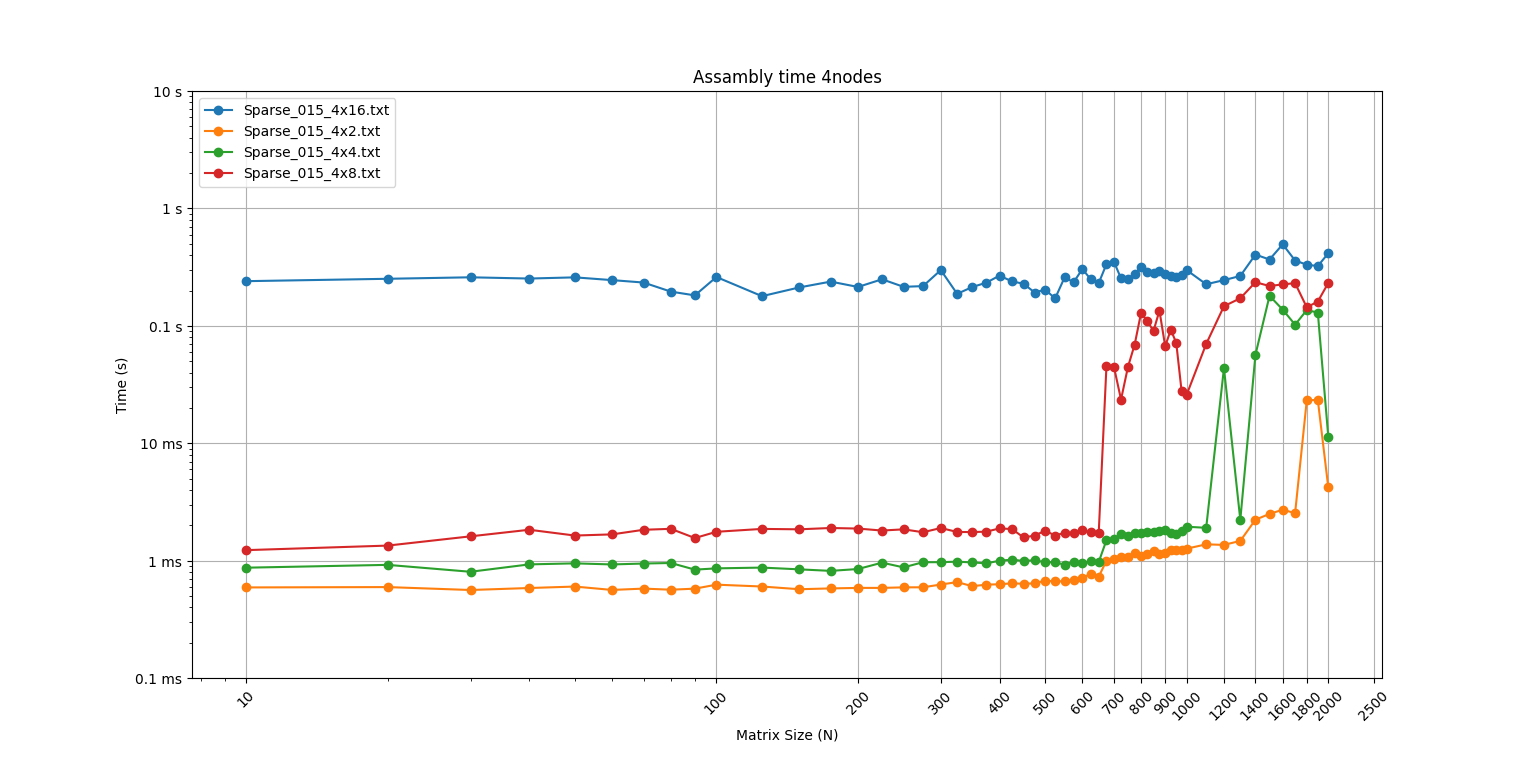 Assambly time 4nodes
10 s
1 s
0.1 s
10 ms
1 ms
0.1 ms
Time (s)
Sparse_015_4x16.txt
Sparse_015_4x2.txt
Sparse_015_4x4.txt
Sparse_015_4x8.txt
10
100
200
300
400
500
600
700
800
900
1000
1200
1400
1600
1800
2000
2500
Matrix Size (N)